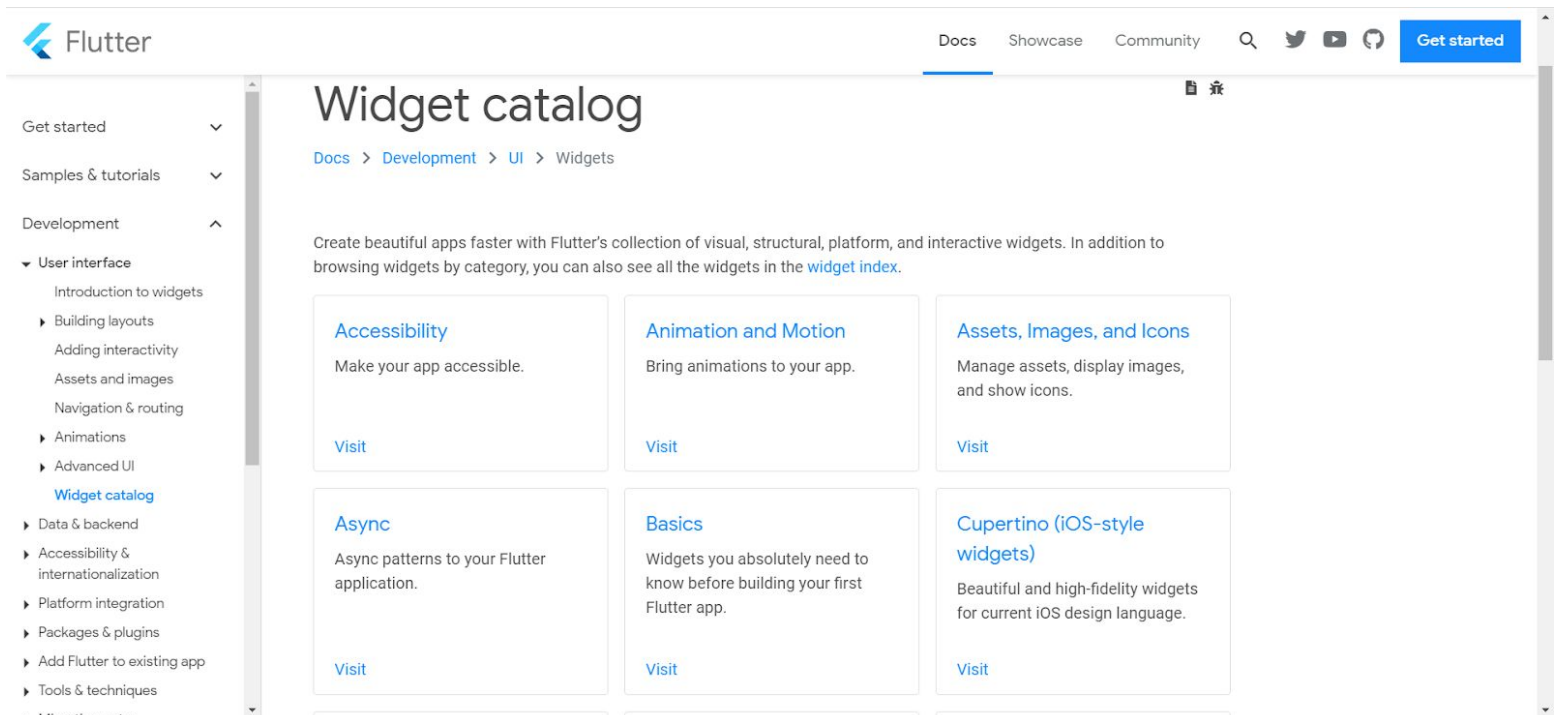 Flutter
Docs
Showcase
Community
Get started
Get started
Samples & tutorials
Development
User interface
Introduction to widgets
Building layouts
Adding interactivity
Assets and images
Navigation & routing
Animations
Advanced UI
Widget catalog
Data & backend
Accessibility &
internationalization
Platform integration
Packages & plugins
Add Flutter to existing app
Tools & techniques
Widget catalog
Docs > Development > UI > Widgets
Create beautiful apps faster with Flutter's collection of visual, structural, platform, and interactive widgets. In addition to
browsing widgets by category, you can also see all the widgets in the widget index.
Accessibility
Make your app accessible.
Visit
Animation and Motion
Bring animations to your app.
Visit
Assets, Images, and Icons
Manage assets, display images,
and show icons.
Visit
Async
Async patterns to your Flutter
application.
Visit
Basics
Widgets you absolutely need to
know before building your first
Flutter app.
Visit
Cupertino (iOS-style
widgets)
Beautiful and high-fidelity widgets
for current iOS design language.
Visit